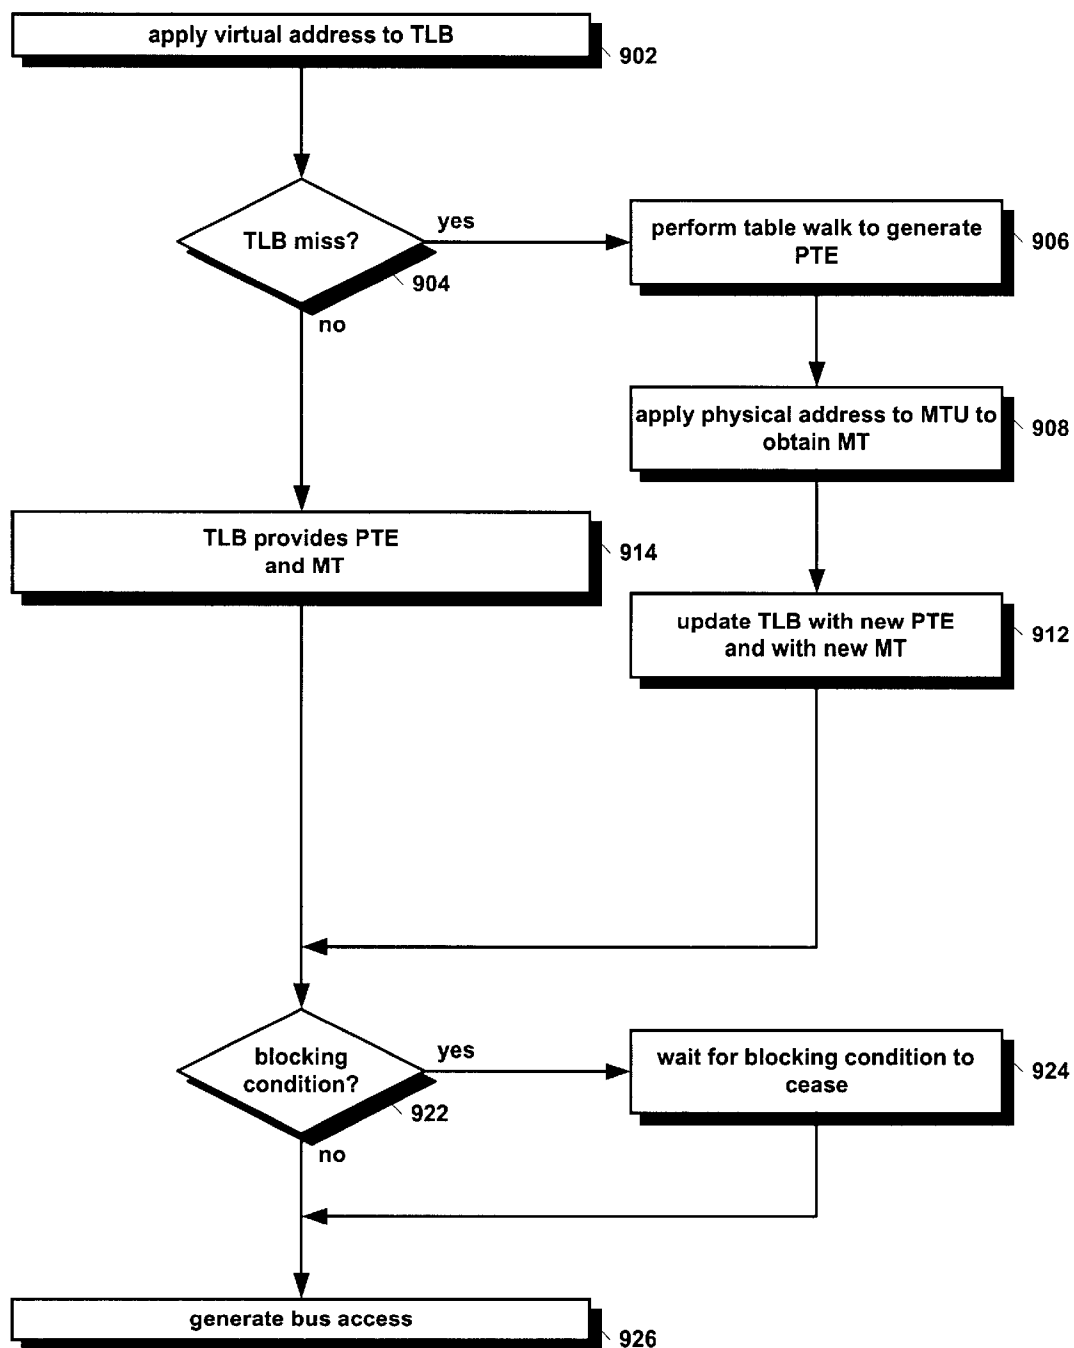 apply virtual address to TLB
902
TLB miss?
yes
904
no
perform table walk to generate
PTE
906
apply physical address to MTU to
obtain MT
908
TLB provides PTE
and MT
914
update TLB with new PTE
and with new MT
912
blocking
condition?
yes
922
no
wait for blocking condition to
cease
924
generate bus access
926